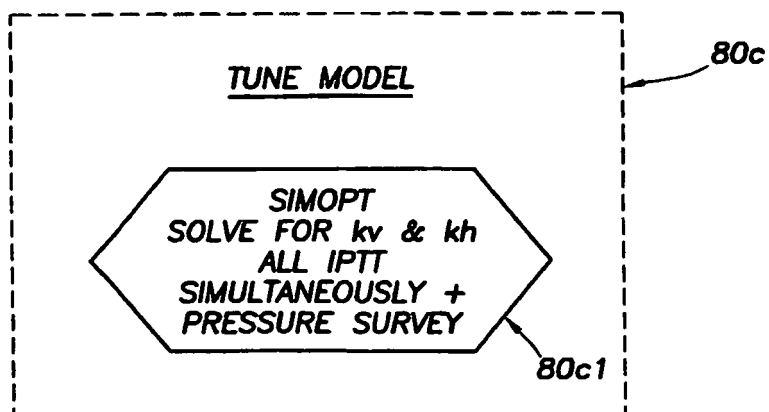 80c
TUNE MODEL
SIMOPT
SOLVE FOR kv & kh
ALL IPTT
SIMULTANEOUSLY +
PRESSURE SURVEY
80c1